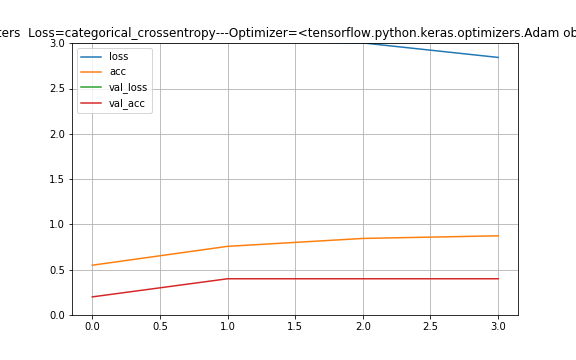 ters  Loss=categorical_crossentropy---Optimizer=<tensorflow.python.keras.optimizers.Adam ob
3.0
2.5
2.0
1.5
1.0
0.5
0.0
loss
acc
val_loss
val_acc
0.0 0.5 1.0 1.5 2.0 2.5 3.0